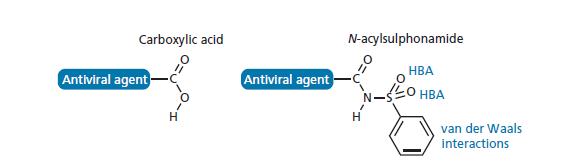 Carboxylic acid
N-acylsulphonamide
Antiviral agent
C
O
O
H
Antiviral agent
C
O
N
H
S
O
HBA
O
HBA
van der Waals
interactions